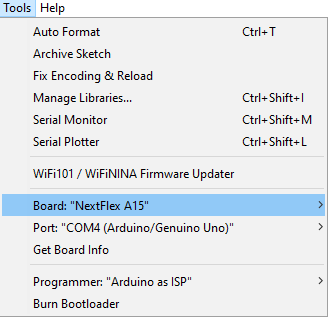 Tools Help
Auto Format Ctrl+T
Archive Sketch
Fix Encoding & Reload
Manage Libraries... Ctrl+Shift+I
Serial Monitor Ctrl+Shift+M
Serial Plotter Ctrl+Shift+L
WiFi101 / WiFiNINA Firmware Updater
Board: "NextFlex A15"
Port: "COM4 (Arduino/Genuino Uno)"
Get Board Info
Programmer: "Arduino as ISP"
Burn Bootloader